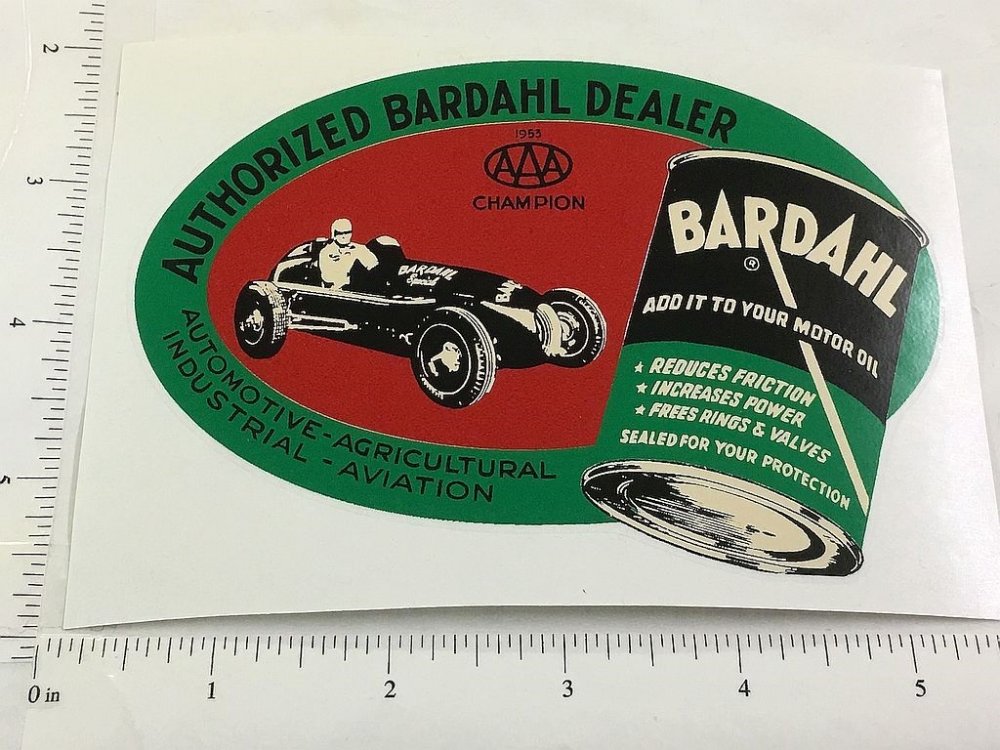 AUTHORIZED BARDAHL DEALER
1953
AAA
CHAMPION
BARDAHL
Special
AUTOMOTIVE-AGRICULTURAL
INDUSTRIAL - AVIATION
BARDAHL
®
ADD IT TO YOUR MOTOR OIL
★ REDUCES FRICTION
★ INCREASES POWER
★ FREES RINGS & VALVES
SEALED FOR YOUR PROTECTION
2
3
4
5
0 in
1
2
3
4
5